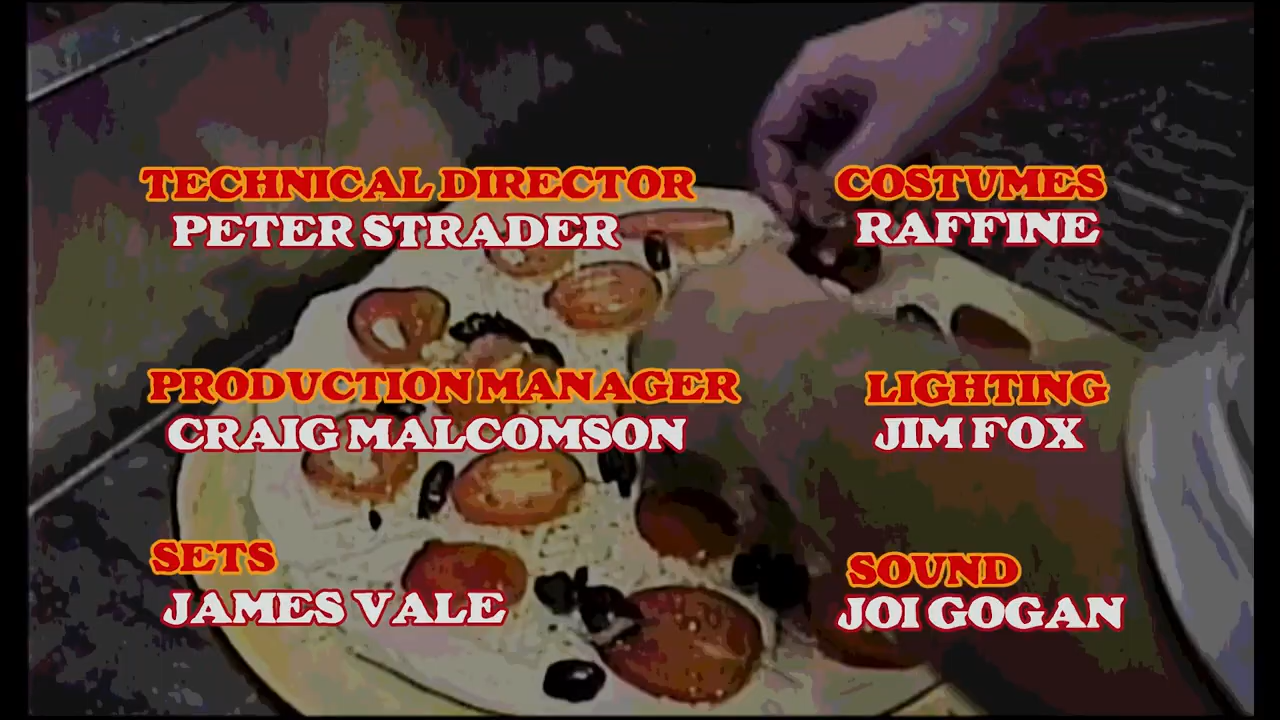 TECHNICAL DIRECTOR
PETER STRADER
COSTUMES
RAFFINE
PRODUCTION MANAGER
CRAIG MALCOMSON
LIGHTING
JIM FOX
SETS
JAMES VALE
SOUND
JOI GOGAN